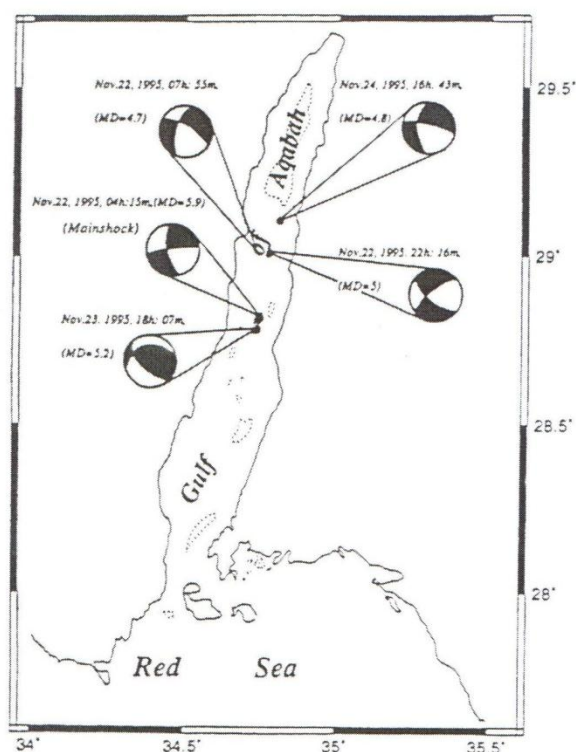 Nov.22, 1995, 07h: 55m.
(MD=4.7)
Nov.24, 1995, 16h. 43m.
(MD=4.8)
29.5°
Aqabah
Nov.22, 1995, 04h:15m,(MD=5.9)
(Mainshock)
29°
Nov.22, 1995, 22h: 16m.
(MD=5)
Nov.23, 1995, 18h: 07m.
(MD=5.2)
28.5°
Gulf
28°
Red Sea
34° 34.5° 35° 35.5°